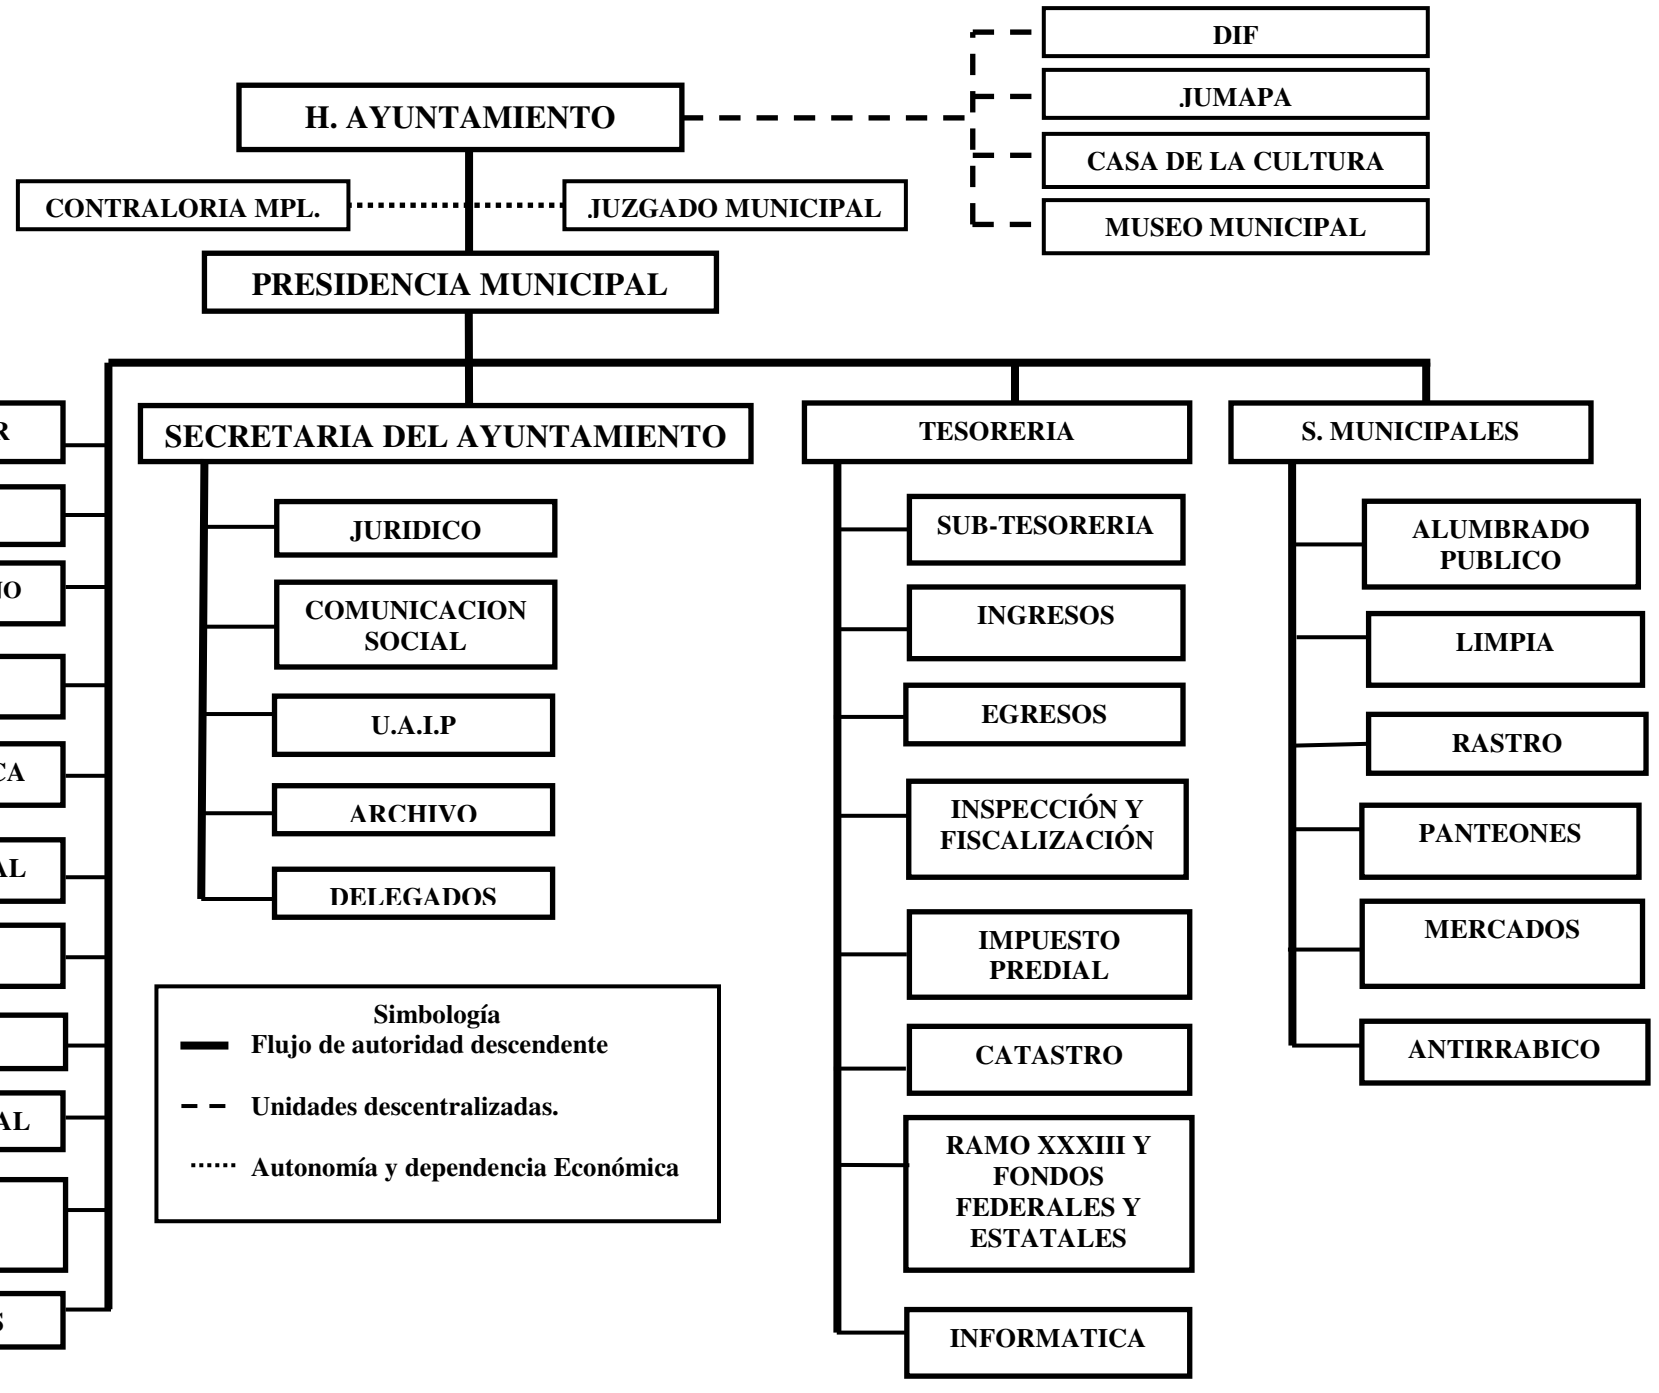 DIF
JUMAPA
CASA DE LA CULTURA
MUSEO MUNICIPAL
H. AYUNTAMIENTO
CONTRALORIA MPL.
JUZGADO MUNICIPAL
PRESIDENCIA MUNICIPAL
SECRETARIA DEL AYUNTAMIENTO
JURIDICO
COMUNICACION
SOCIAL
U.A.I.P
ARCHIVO
DELEGADOS
TESORERIA
SUB-TESORERIA
INGRESOS
EGRESOS
INSPECCIÓN Y
FISCALIZACIÓN
IMPUESTO
PREDIAL
CATASTRO
RAMO XXXIII Y
FONDOS
FEDERALES Y
ESTATALES
INFORMATICA
S. MUNICIPALES
ALUMBRADO
PUBLICO
LIMPIA
RASTRO
PANTEONES
MERCADOS
ANTIRRABICO
Simbología
Flujo de autoridad descendente
Unidades descentralizadas.
Autonomía y dependencia Económica